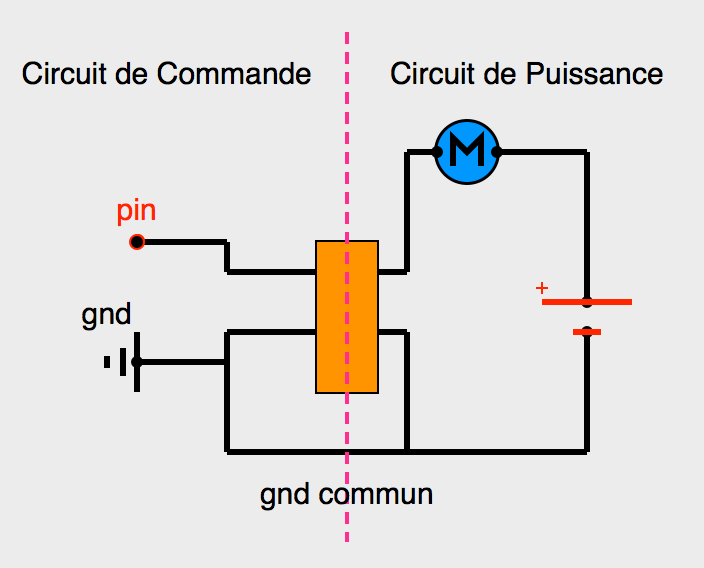 Circuit de Commande
Circuit de Puissance
M
pin
+
gnd
gnd commun